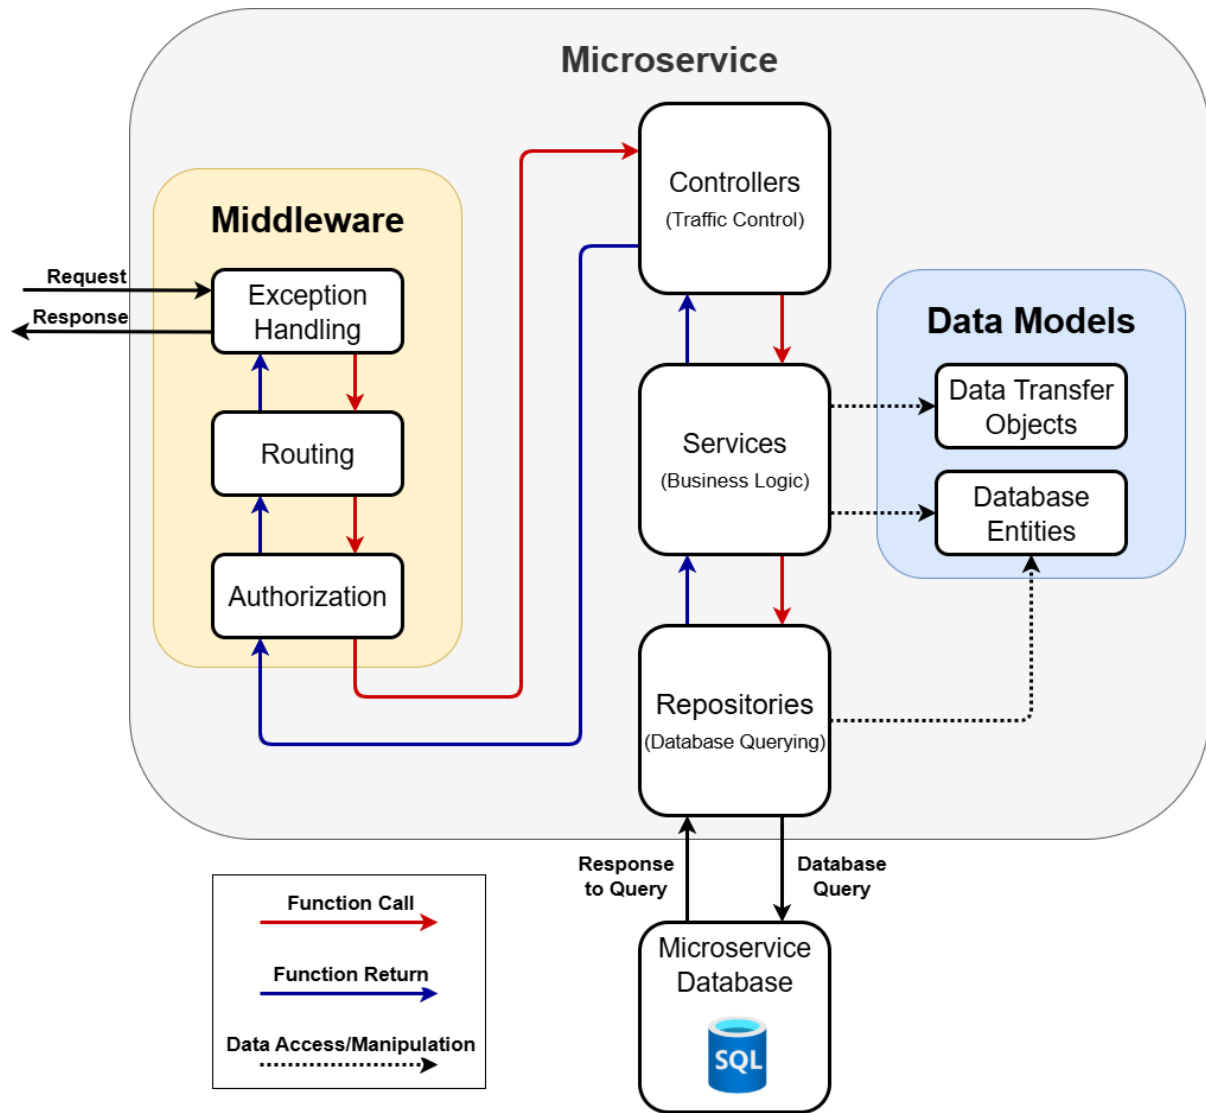 Microservice
Middleware
Request
Response
Exception
Handling
Routing
Authorization
Controllers
(Traffic Control)
Services
(Business Logic)
Repositories
(Database Querying)
Data Models
Data Transfer
Objects
Database
Entities
Response
to Query
Database
Query
Microservice
Database
SQL
Function Call
Function Return
Data Access/Manipulation